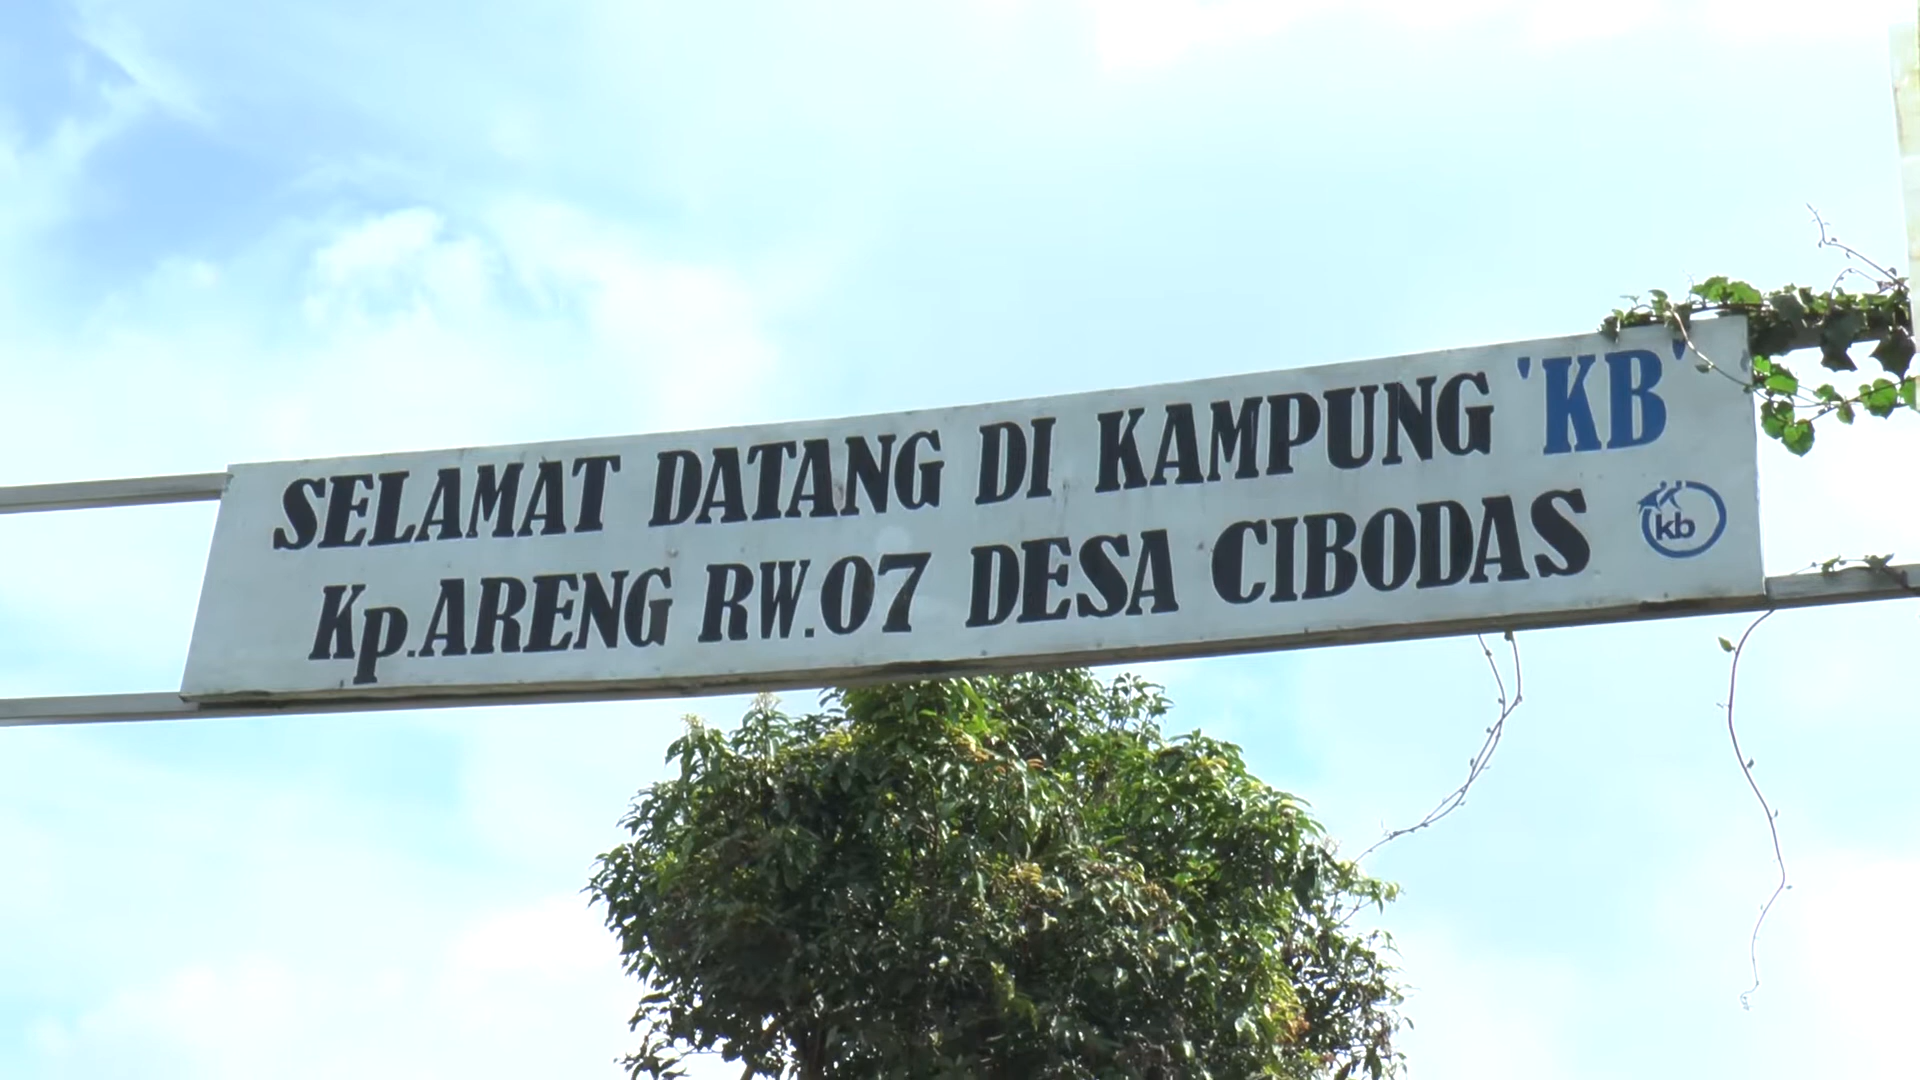 SELAMAT DATANG DI KAMPUNG 'KB'
Kp.ARENG RW.07 DESA CIBODAS
kb